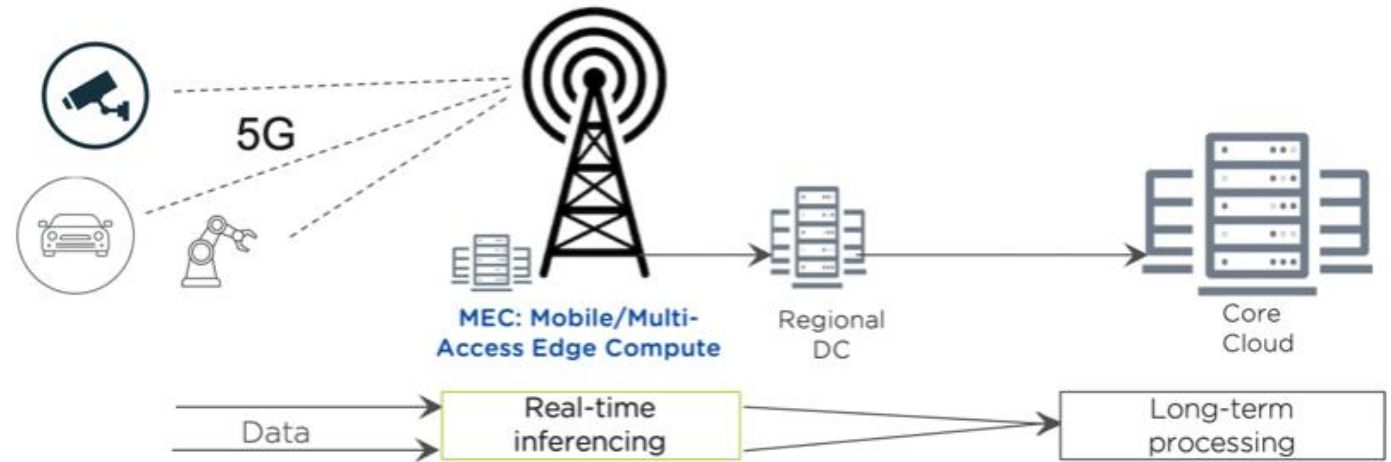 5G
MEC: Mobile/Multi-
Access Edge Compute
Regional
DC
Core
Cloud
Data
Real-time
inferencing
Long-term
processing